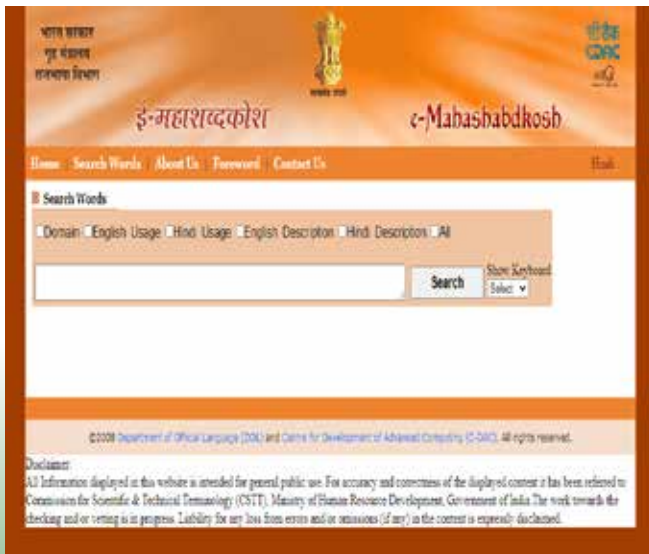 भारत सरकार
गृह मंत्रालय
राजभाषा विभाग
सत्यमेव जयते
सी डैक
CDAC
ई-महाशब्दकोश
e-Mahashabdkosh
Home Search Words About Us Foreword Contact Us
Hindi
Search Words
Domain English Usage Hindi Usage English Description Hindi Description All
Search
Show Keyboard
Select
©2008 Department of Official Language (DOL) and Centre for Development of Advanced Computing (C-DAC). All rights reserved.
Disclaimer:
All Information displayed in this website is intended for general public use. For accuracy and correctness of the displayed content it has been referred to
Commission for Scientific & Technical Terminology (CSTT), Ministry of Human Resource Development, Government of India. The work towards the
checking and/or vetting is in progress. Liability for any loss from errors and/or omissions (if any) in the content is expressly disclaimed.